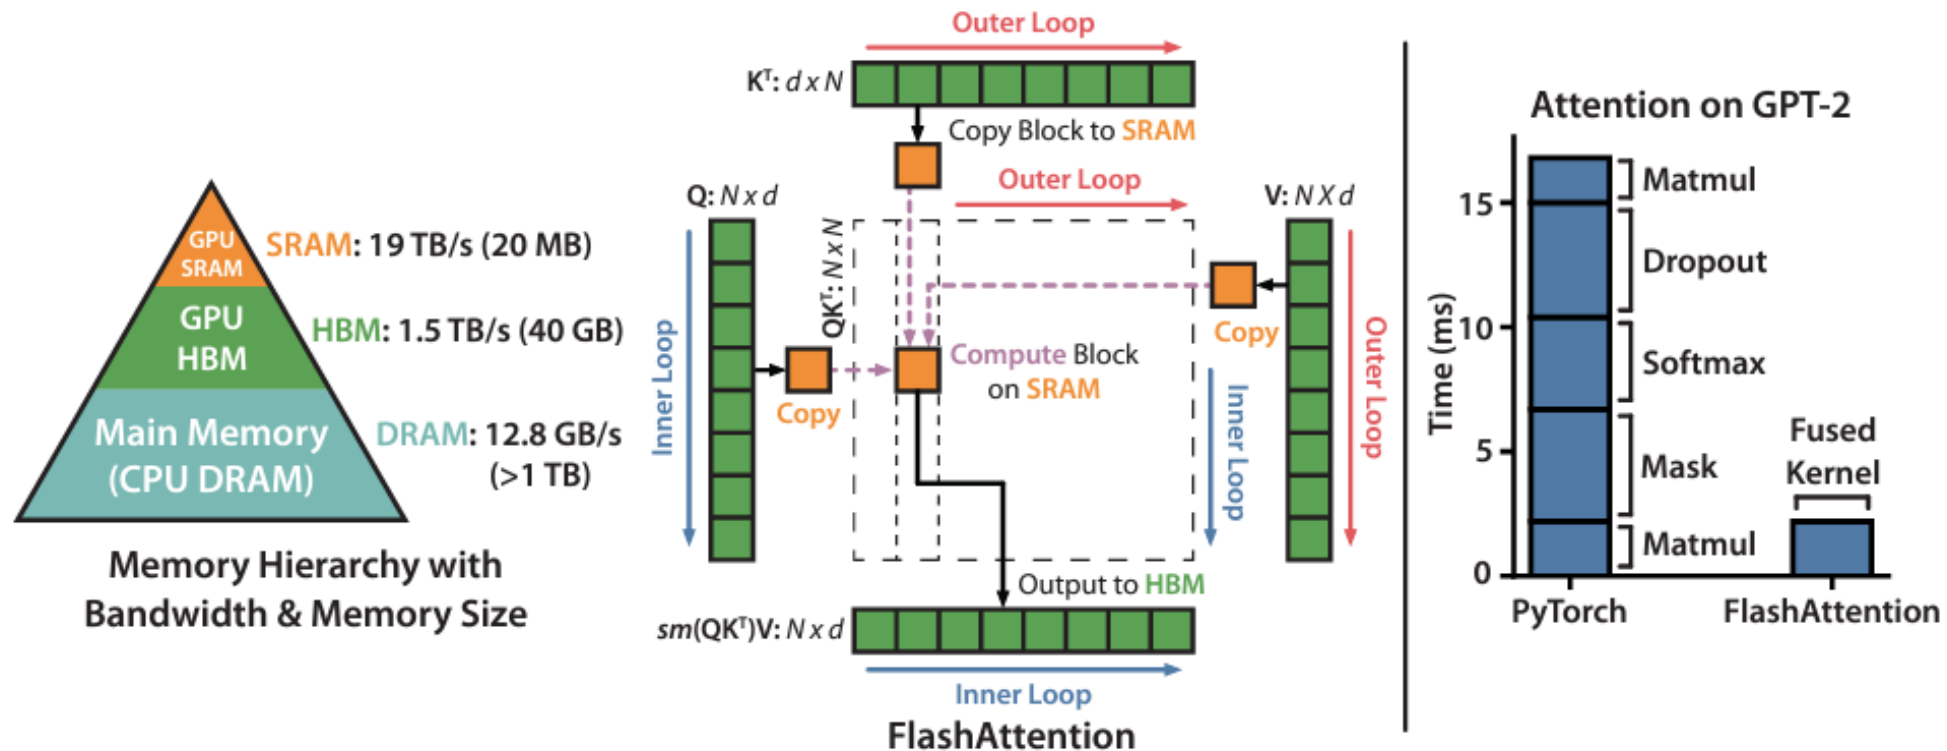 GPU
SRAM
SRAM: 19 TB/s (20 MB)
GPU
HBM
HBM: 1.5 TB/s (40 GB)
Main Memory
(CPU DRAM)
DRAM: 12.8 GB/s
(>1 TB)
Memory Hierarchy with
Bandwidth & Memory Size
Outer Loop
Kᵀ: d x N
Copy Block to SRAM
Outer Loop
Q: N x d
V: N X d
QKᵀ: N x N
Inner Loop
Copy
Compute Block
on SRAM
Copy
Outer Loop
Inner Loop
Output to HBM
sm(QKᵀ)V: N x d
Inner Loop
FlashAttention
Attention on GPT-2
Time (ms)
15
10
5
0
Matmul
Dropout
Softmax
Mask
Matmul
Fused
Kernel
PyTorch
FlashAttention